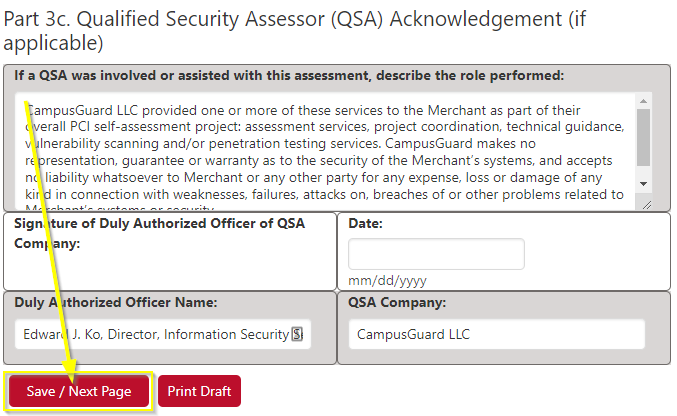 Part 3c. Qualified Security Assessor (QSA) Acknowledgement (if
applicable)
If a QSA was involved or assisted with this assessment, describe the role performed:
CampusGuard LLC provided one or more of these services to the Merchant as part of their
overall PCI self-assessment project: assessment services, project coordination, technical guidance,
vulnerability scanning and/or penetration testing services. CampusGuard makes no
representation, guarantee or warranty as to the security of the Merchant's systems, and accepts
no liability whatsoever to Merchant or any other party for any expense, loss or damage of any
kind in connection with weaknesses, failures, attacks on, breaches of or other problems related to
Merchant's systems or security.
Signature of Duly Authorized Officer of QSA
Company:
Date:
mm/dd/yyyy
Duly Authorized Officer Name:
QSA Company:
Edward J. Ko, Director, Information Security
CampusGuard LLC
Save / Next Page
Print Draft